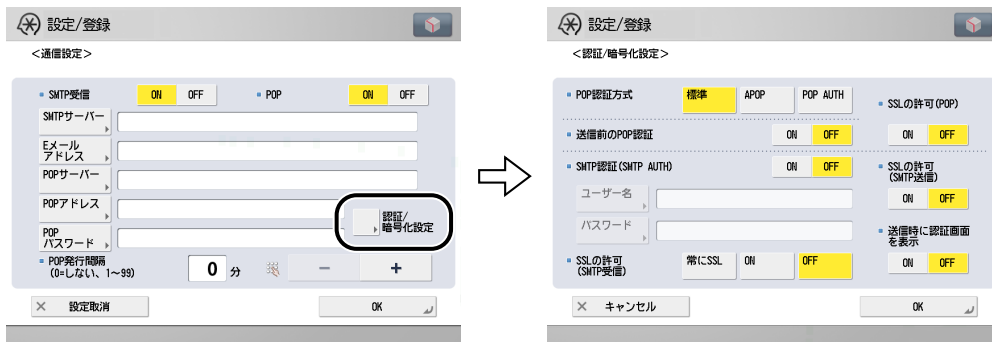 設定/登録
<通信設定>
SMTP受信 ON OFF POP ON OFF
SMTPサーバー
Eメール
アドレス
POPサーバー
POPアドレス
認証/
暗号化設定
POP
パスワード
POP発行間隔
(0=しない、1~99)
0 分 − +
× 設定取消 OK
設定/登録
<認証/暗号化設定>
POP認証方式 標準 APOP POP AUTH
SSLの許可(POP)
送信前のPOP認証 ON OFF
ON OFF
SMTP認証(SMTP AUTH) ON OFF
SSLの許可
(SMTP送信)
ユーザー名
ON OFF
パスワード
送信時に認証画面
を表示
SSLの許可
(SMTP受信)
常にSSL ON OFF
ON OFF
× キャンセル OK